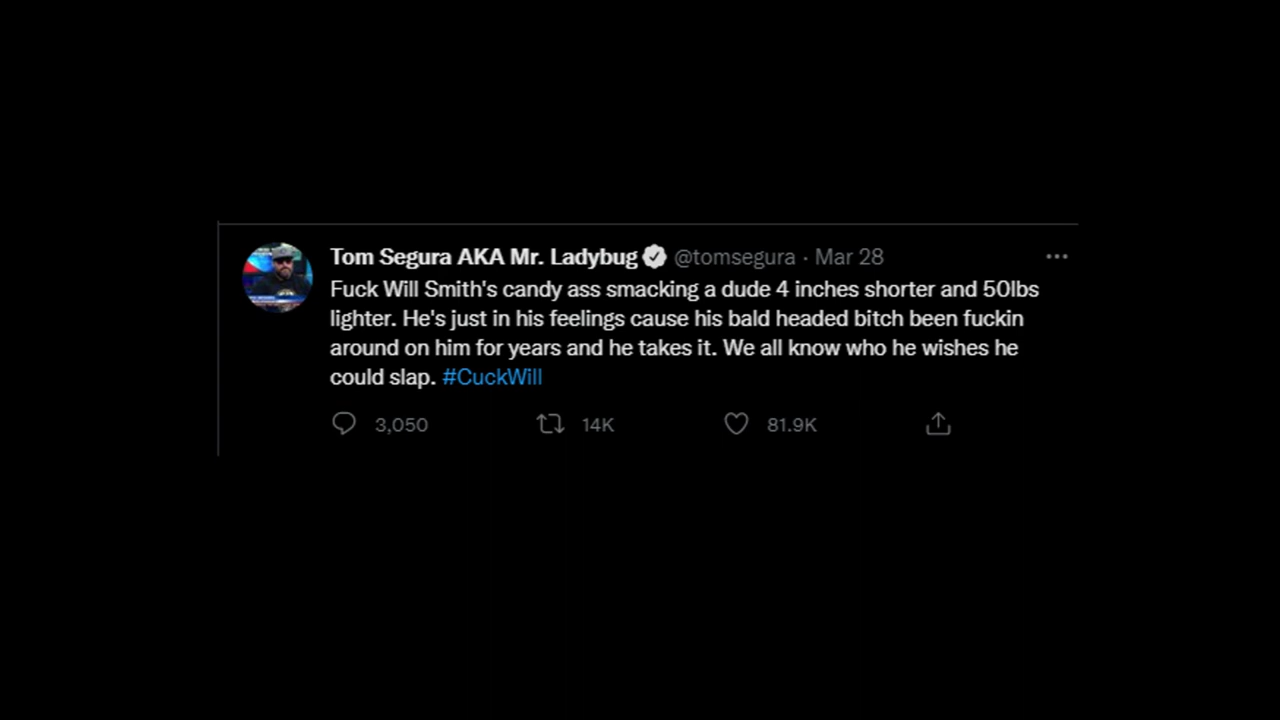 Tom Segura AKA Mr. Ladybug @tomsegura · Mar 28
Fuck Will Smith's candy ass smacking a dude 4 inches shorter and 50lbs
lighter. He's just in his feelings cause his bald headed bitch been fuckin
around on him for years and he takes it. We all know who he wishes he
could slap. #CuckWill
3,050 14K 81.9K